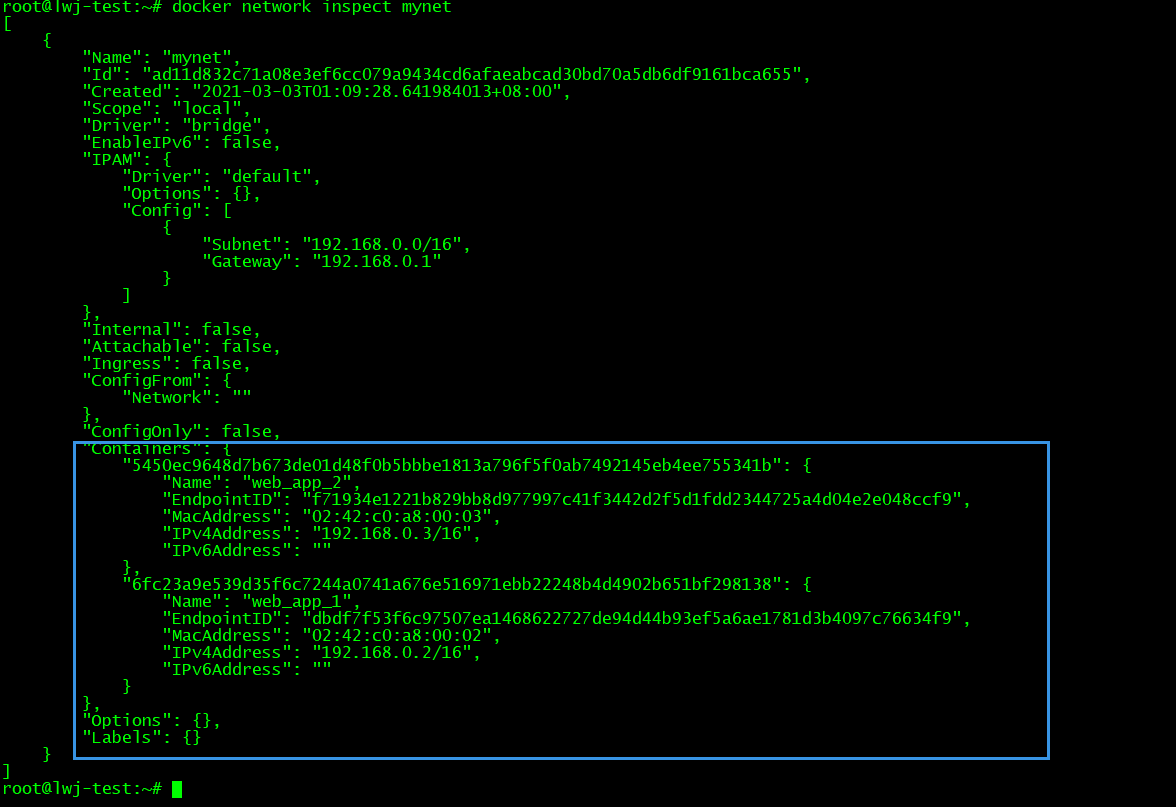 root@lwj-test:~# docker network inspect mynet
[
    {
        "Name": "mynet",
        "Id": "ad11d832c71a08e3ef6cc079a9434cd6afaeabcad30bd70a5db6df9161bca655",
        "Created": "2021-03-03T01:09:28.641984013+08:00",
        "Scope": "local",
        "Driver": "bridge",
        "EnableIPv6": false,
        "IPAM": {
            "Driver": "default",
            "Options": {},
            "Config": [
                {
                    "Subnet": "192.168.0.0/16",
                    "Gateway": "192.168.0.1"
                }
            ]
        },
        "Internal": false,
        "Attachable": false,
        "Ingress": false,
        "ConfigFrom": {
            "Network": ""
        },
        "ConfigOnly": false,
        "Containers": {
            "5450ec9648d7b673de01d48f0b5bbbe1813a796f5f0ab7492145eb4ee755341b": {
                "Name": "web_app_2",
                "EndpointID": "f71934e1221b829bb8d977997c41f3442d2f5d1fdd2344725a4d04e2e048ccf9",
                "MacAddress": "02:42:c0:a8:00:03",
                "IPv4Address": "192.168.0.3/16",
                "IPv6Address": ""
            },
            "6fc23a9e539d35f6c7244a0741a676e516971ebb22248b4d4902b651bf298138": {
                "Name": "web_app_1",
                "EndpointID": "dbdf7f53f6c97507ea1468622727de94d44b93ef5a6ae1781d3b4097c76634f9",
                "MacAddress": "02:42:c0:a8:00:02",
                "IPv4Address": "192.168.0.2/16",
                "IPv6Address": ""
            }
        },
        "Options": {},
        "Labels": {}
    }
]
root@lwj-test:~#